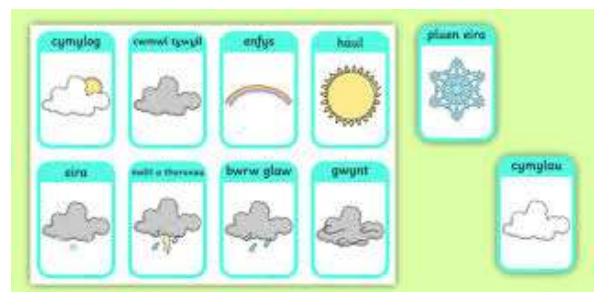 cymylog
cwmwl tywyll
enfys
haul
pluen eira
eira
mellt a tharanau
bwrw glaw
gwynt
cymylau